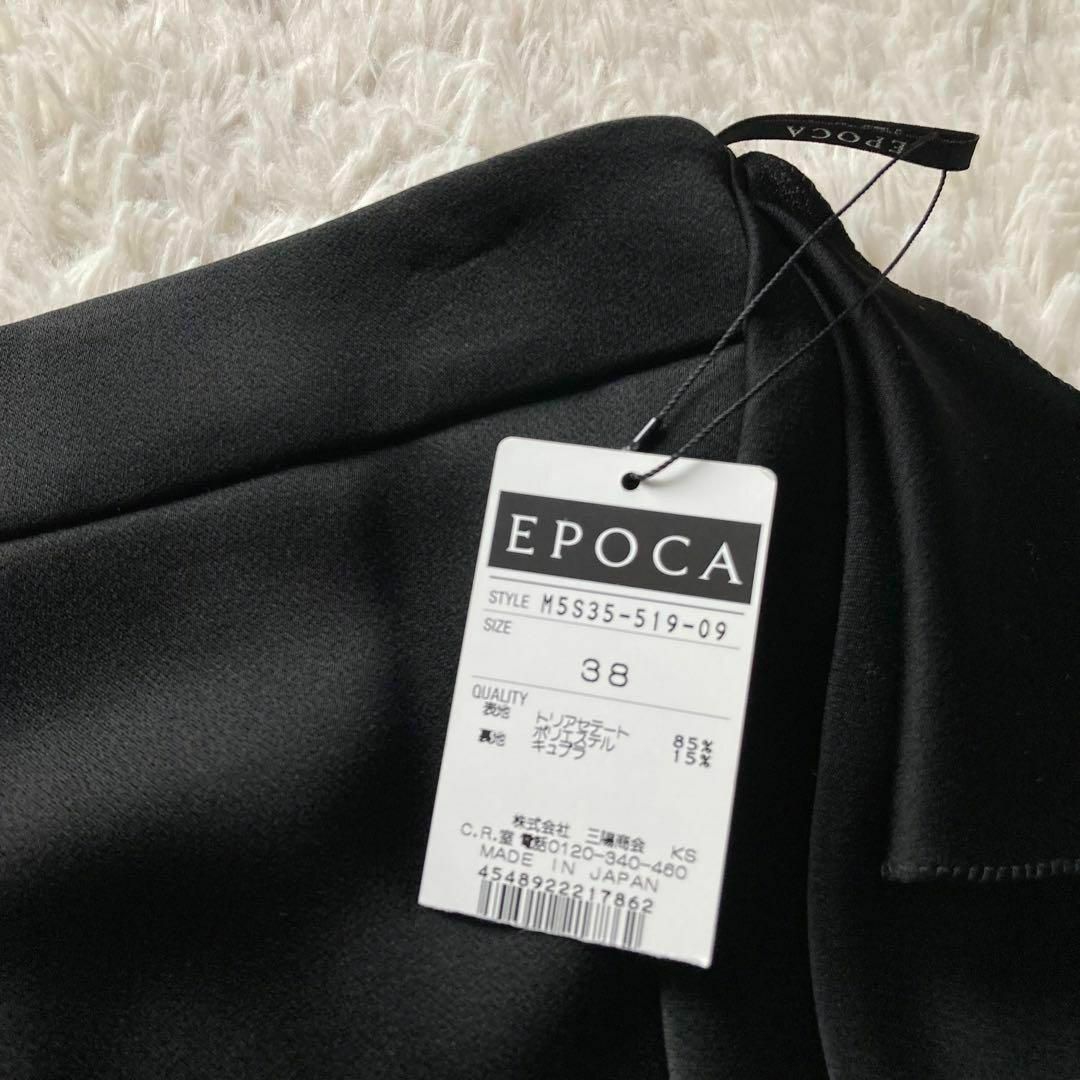 EPOCA
EPOCA
STYLE M5S35-519-09
SIZE
38
QUALITY
表地 トリアセテート 85%
ポリエステル 15%
裏地 キュプラ
株式会社 三陽商会 KS
C.R.室 電話0120-340-460
MADE IN JAPAN
4548922217862